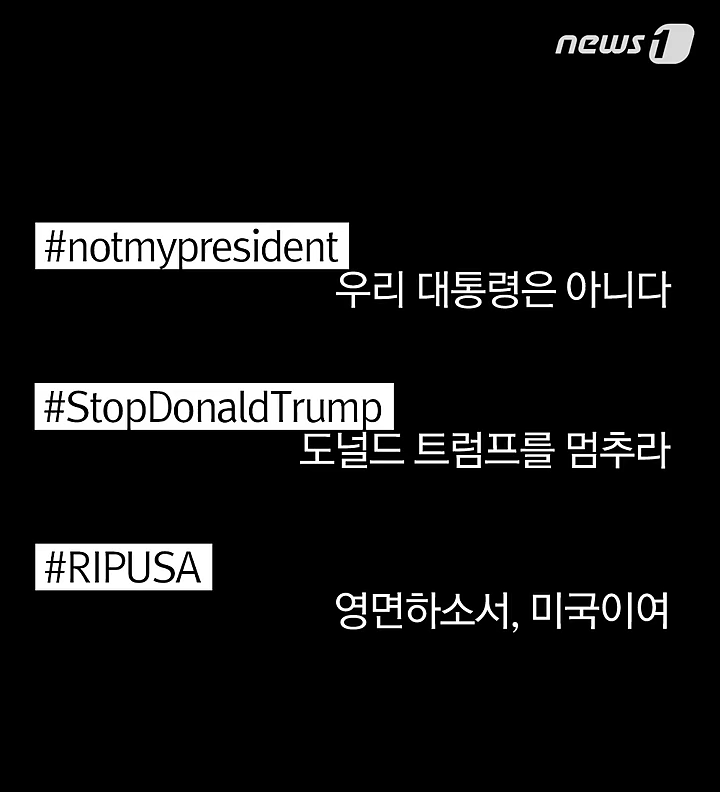 news1
#notmypresident
우리 대통령은 아니다
#StopDonaldTrump
도널드 트럼프를 멈추라
#RIPUSA
영면하소서, 미국이여